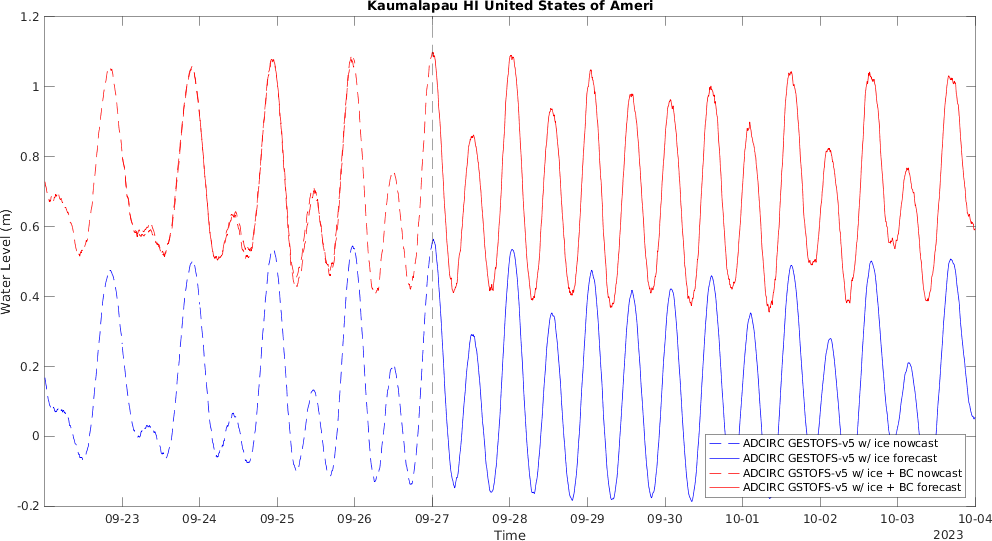 Kaumalapau HI United States of Ameri
Water Level (m)
1.2
1
0.8
0.6
0.4
0.2
0
-0.2
ADCIRC GESTOFS-v5 w/ ice nowcast
ADCIRC GESTOFS-v5 w/ ice forecast
ADCIRC GSTOFS-v5 w/ ice + BC nowcast
ADCIRC GSTOFS-v5 w/ ice + BC forecast
09-23 09-24 09-25 09-26 09-27 09-28 09-29 09-30 10-01 10-02 10-03 10-04
Time
2023